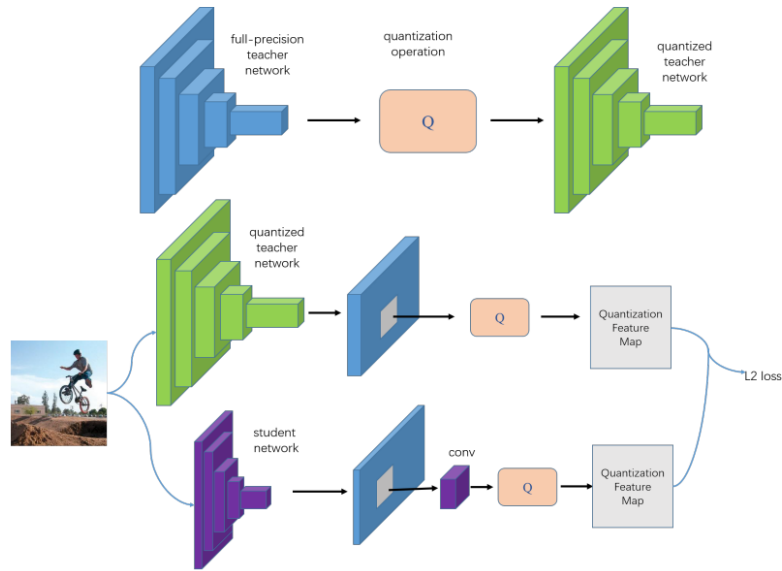 full-precision
teacher
network
quantization
operation
quantized
teacher
network
Q
quantized
teacher
network
Q
Quantization
Feature
Map
L2 loss
student
network
conv
Q
Quantization
Feature
Map